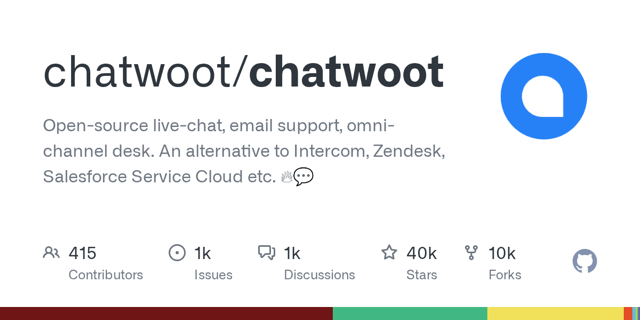 chatwoot/chatwoot
Open-source live-chat, email support, omni-
channel desk. An alternative to Intercom, Zendesk,
Salesforce Service Cloud etc. 🔥💬
415 1k 1k 40k 10k
Contributors Issues Discussions Stars Forks